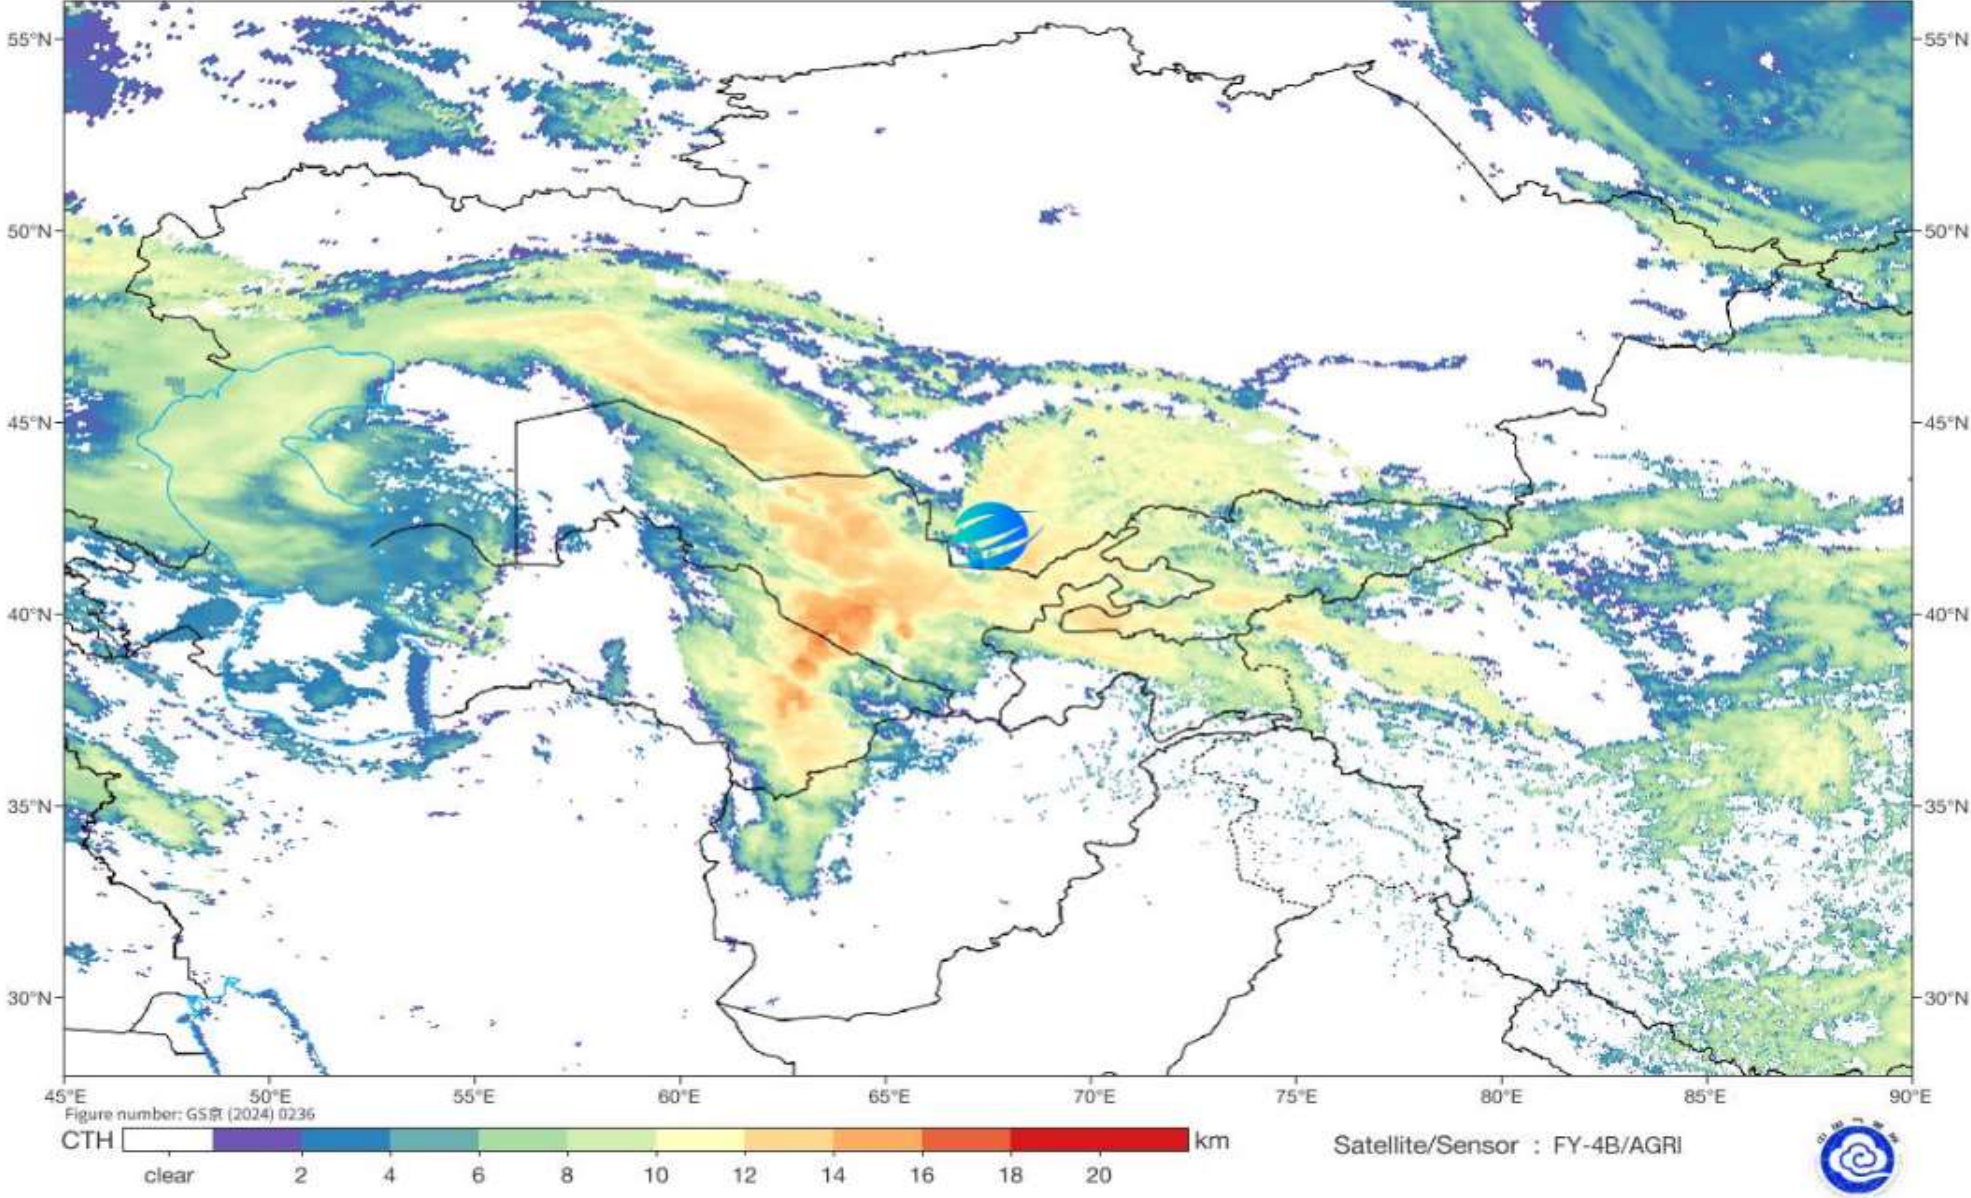 55°N 55°N
50°N 50°N
45°N 45°N
40°N 40°N
35°N 35°N
30°N 30°N
45°E 50°E 55°E 60°E 65°E 70°E 75°E 80°E 85°E 90°E
Figure number: GS京 (2024) 0236
CTH km
clear 2 4 6 8 10 12 14 16 18 20
Satellite/Sensor : FY-4B/AGRI